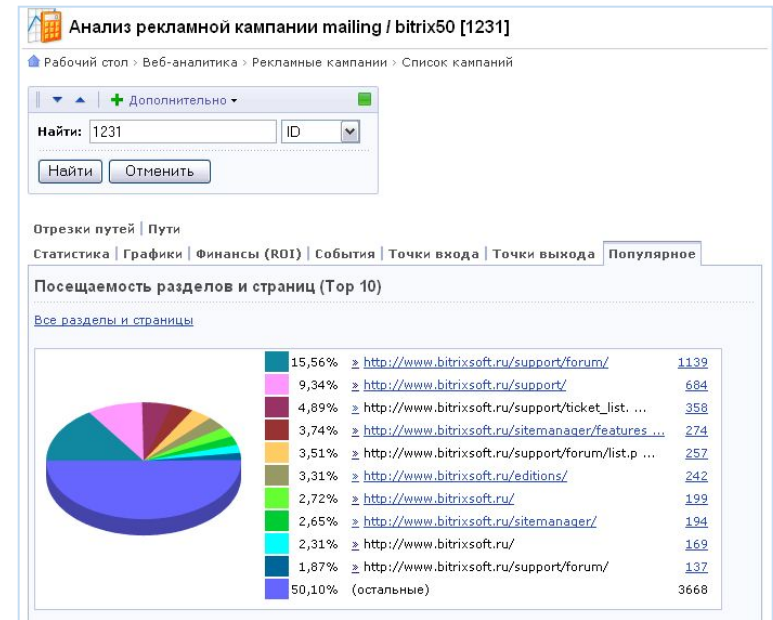 Анализ рекламной кампании mailing / bitrix50 [1231]
Рабочий стол › Веб-аналитика › Рекламные кампании › Список кампаний
Дополнительно
Найти: 1231 ID
Найти Отменить
Отрезки путей | Пути
Статистика | Графики | Финансы (ROI) | События | Точки входа | Точки выхода | Популярное
Посещаемость разделов и страниц (Top 10)
Все разделы и страницы
15,56% » http://www.bitrixsoft.ru/support/forum/ 1139
9,34% » http://www.bitrixsoft.ru/support/ 684
4,89% » http://www.bitrixsoft.ru/support/ticket_list. ... 358
3,74% » http://www.bitrixsoft.ru/sitemanager/features ... 274
3,51% » http://www.bitrixsoft.ru/support/forum/list.p ... 257
3,31% » http://www.bitrixsoft.ru/editions/ 242
2,72% » http://www.bitrixsoft.ru/ 199
2,65% » http://www.bitrixsoft.ru/sitemanager/ 194
2,31% » http://www.bitrixsoft.ru/ 169
1,87% » http://www.bitrixsoft.ru/support/forum/ 137
50,10% (остальные) 3668